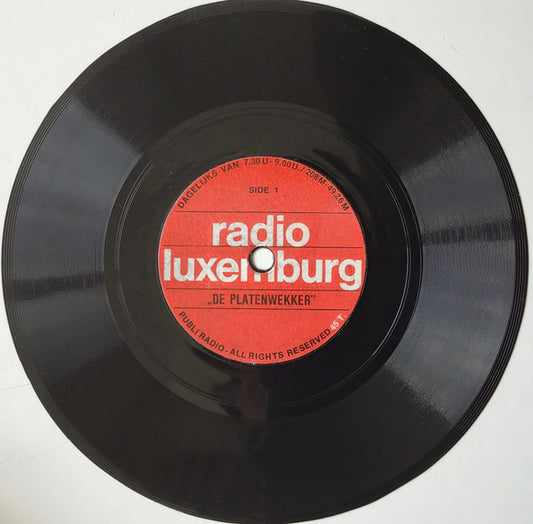 DAGELIJKS VAN 7.30 U - 9.00 U./208 M - 49.26 M
SIDE 1
radio
luxemburg
„DE PLATENWEKKER"
PUBLI RADIO - ALL RIGHTS RESERVED 45 T.